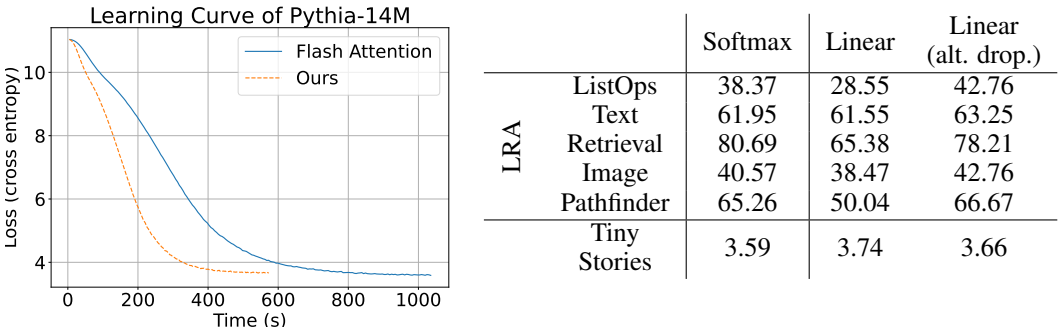 Learning Curve of Pythia-14M
Flash Attention
Ours
Loss (cross entropy)
10
8
6
4
0 200 400 600 800 1000
Time (s)
Softmax Linear Linear
(alt. drop.)
LRA
ListOps 38.37 28.55 42.76
Text 61.95 61.55 63.25
Retrieval 80.69 65.38 78.21
Image 40.57 38.47 42.76
Pathfinder 65.26 50.04 66.67
Tiny
Stories 3.59 3.74 3.66